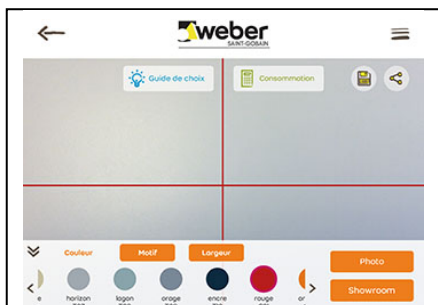 weber
SAINT-GOBAIN
Guide de choix
Consommation
Couleur
Motif
Largeur
Photo
horizon
lagon
orage
encre
rouge
Showroom